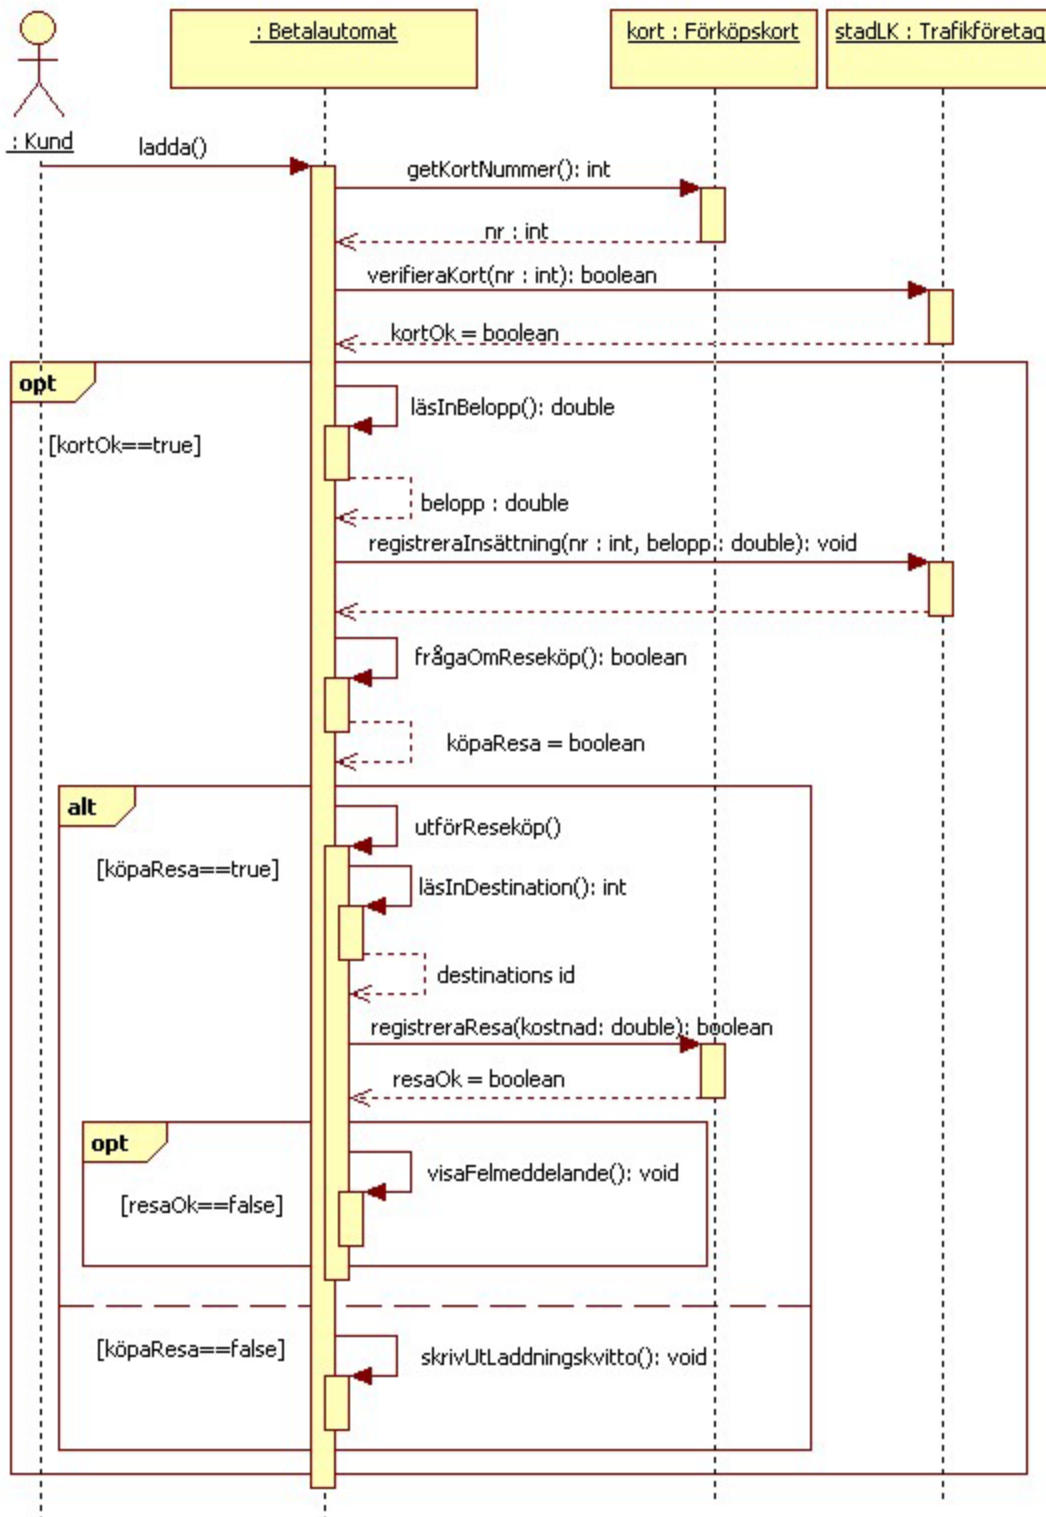 : Betalautomat
kort : Förköpskort
stadLK : Trafikföretag
: Kund
ladda()
getKortNummer(): int
nr : int
verifieraKort(nr : int): boolean
kortOk = boolean
opt
[kortOk==true]
läsInBelopp(): double
belopp : double
registreraInsättning(nr : int, belopp : double): void
frågaOmReseköp(): boolean
köpaResa = boolean
alt
[köpaResa==true]
utförReseköp()
läsInDestination(): int
destinations id
registreraResa(kostnad: double): boolean
resaOk = boolean
opt
[resaOk==false]
visaFelmeddelande(): void
[köpaResa==false]
skrivUtLaddningskvitto(): void